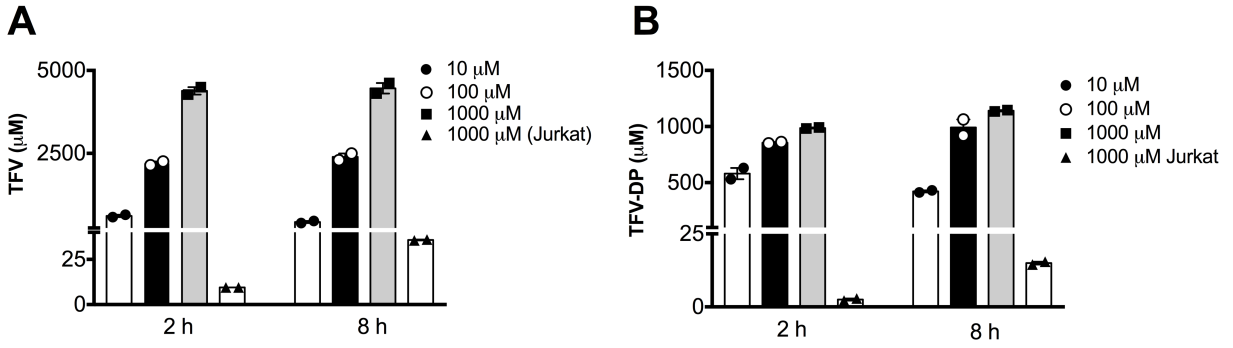 A
TFV (µM)
5000
2500
25
0
2 h
8 h
10 µM
100 µM
1000 µM
1000 µM (Jurkat)
B
TFV-DP (µM)
1500
1000
500
25
0
2 h
8 h
10 µM
100 µM
1000 µM
1000 µM Jurkat